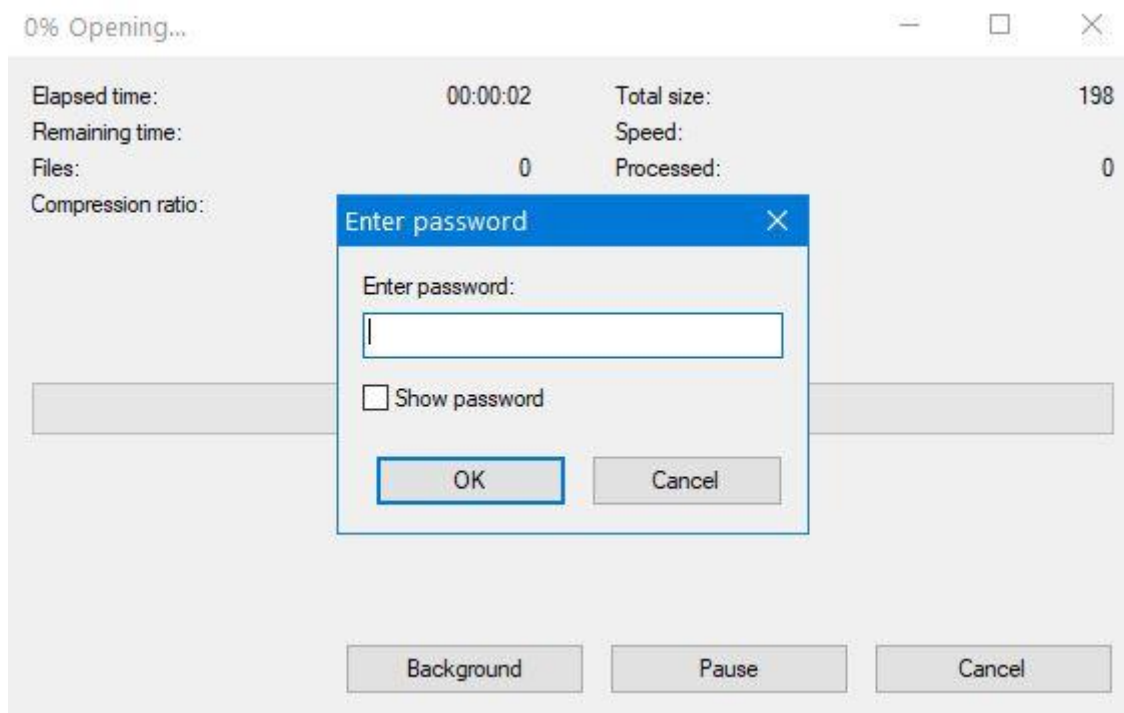 0% Opening...
Elapsed time: 00:00:02 Total size: 198
Remaining time: Speed:
Files: 0 Processed: 0
Compression ratio:
Enter password
Enter password:
Show password
OK Cancel
Background Pause Cancel